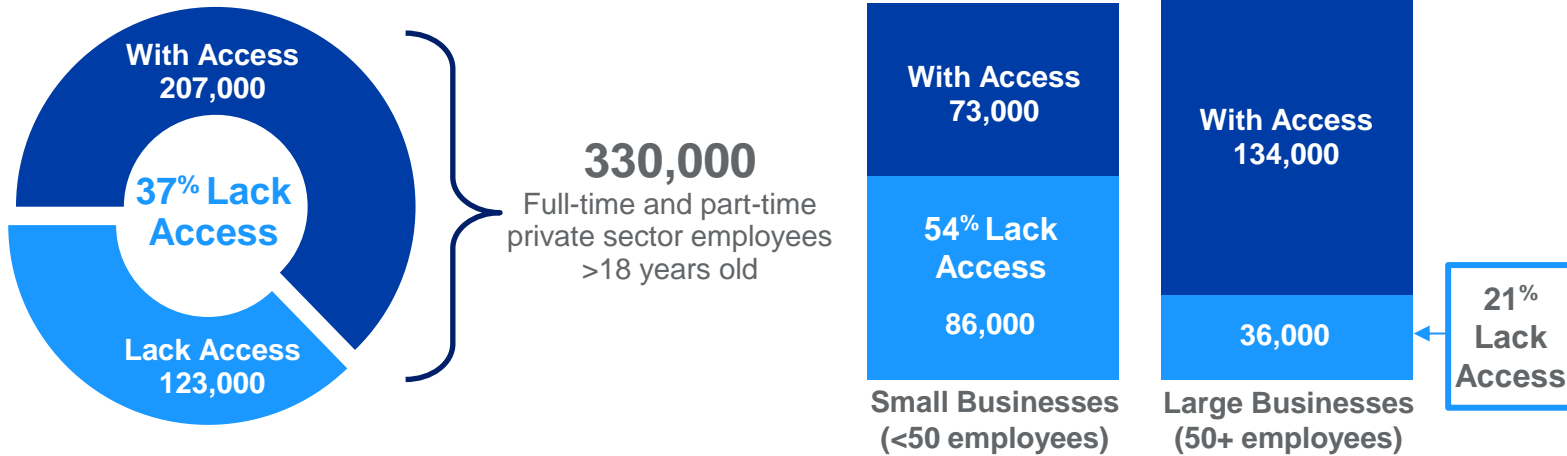 With Access
207,000
37% Lack
Access
Lack Access
123,000
330,000
Full-time and part-time
private sector employees
>18 years old
With Access
73,000
54% Lack
Access
86,000
Small Businesses
(<50 employees)
With Access
134,000
36,000
Large Businesses
(50+ employees)
21%
Lack
Access